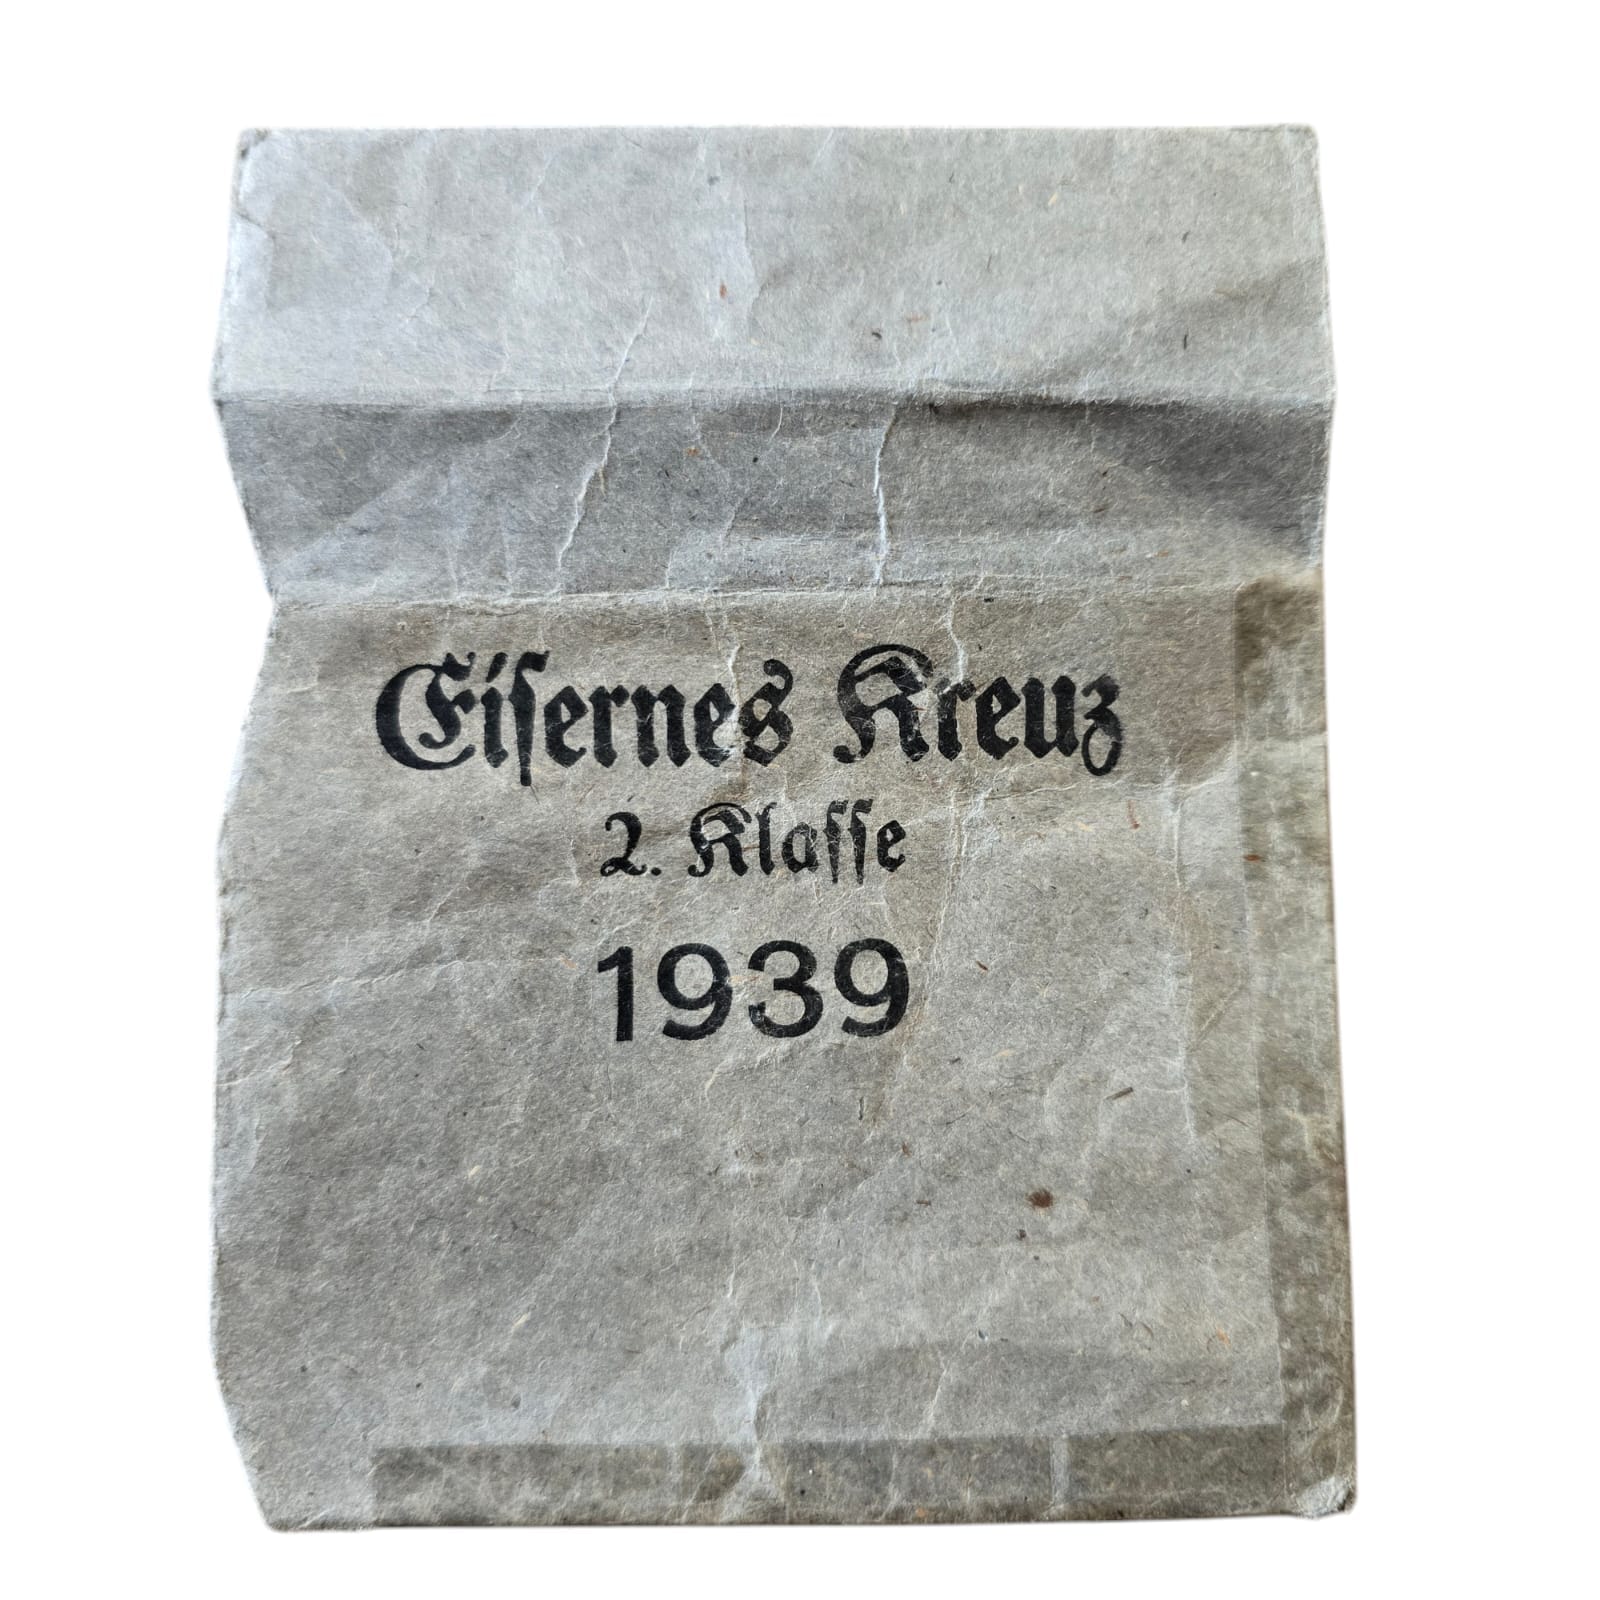 Eiſernes Kreuz
2. Klaſſe
1939